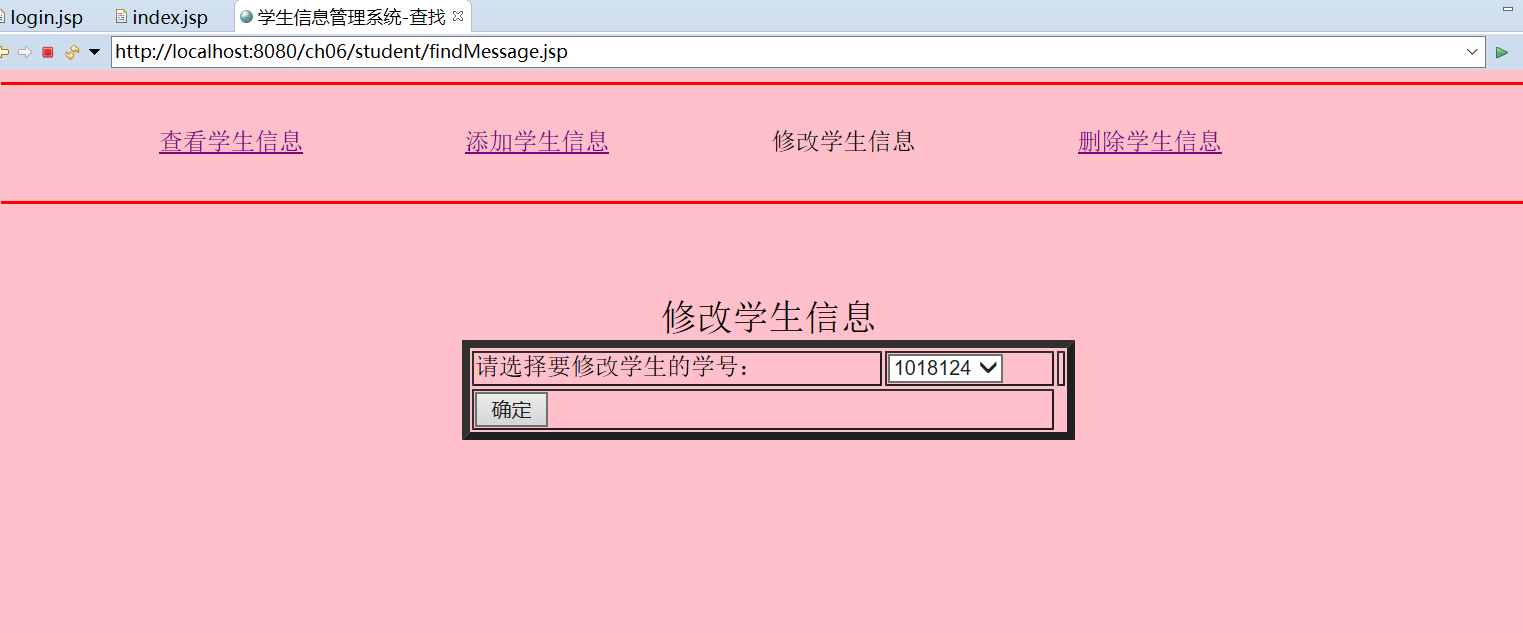 login.jsp index.jsp 学生信息管理系统-查找
http://localhost:8080/ch06/student/findMessage.jsp
查看学生信息 添加学生信息 修改学生信息 删除学生信息
修改学生信息
请选择要修改学生的学号： 1018124
确定